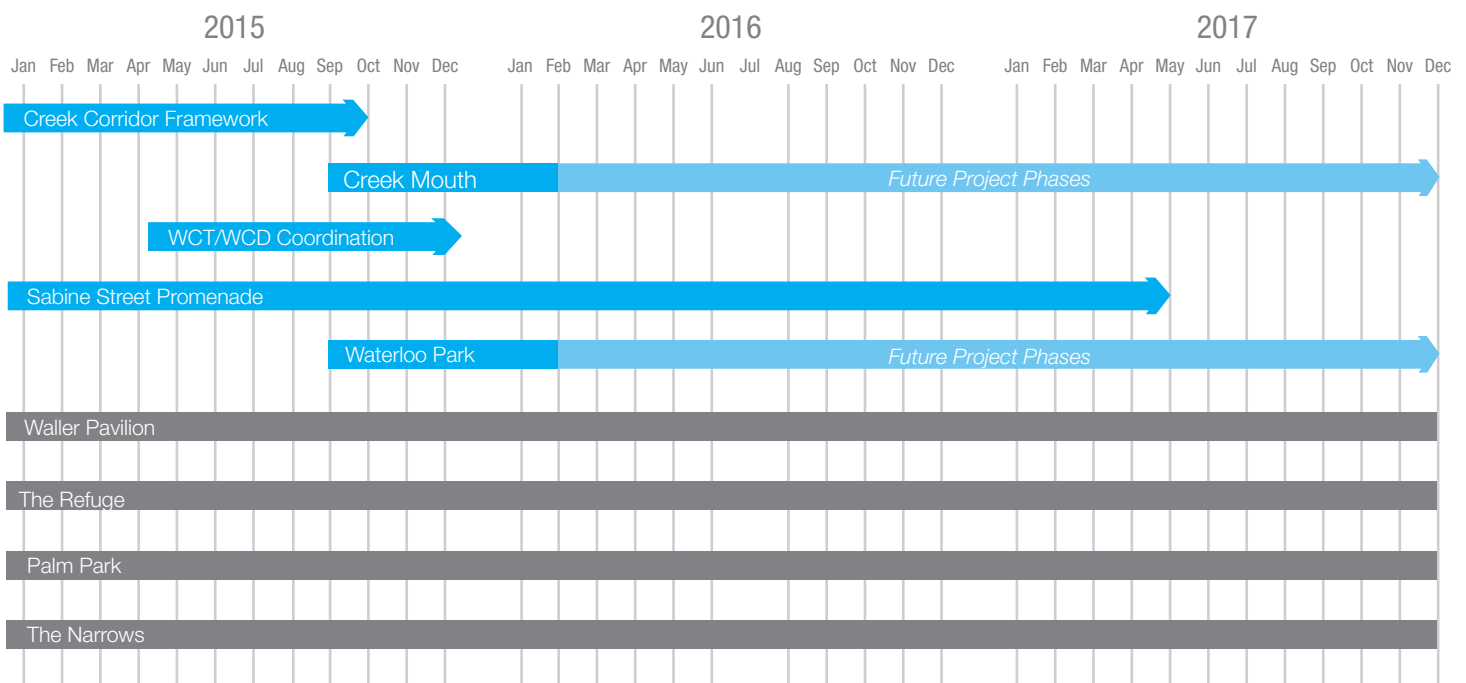 2015 2016 2017
Jan Feb Mar Apr May Jun Jul Aug Sep Oct Nov Dec Jan Feb Mar Apr May Jun Jul Aug Sep Oct Nov Dec Jan Feb Mar Apr May Jun Jul Aug Sep Oct Nov Dec
Creek Corridor Framework
Creek Mouth Future Project Phases
WCT/WCD Coordination
Sabine Street Promenade
Waterloo Park Future Project Phases
Waller Pavilion
The Refuge
Palm Park
The Narrows